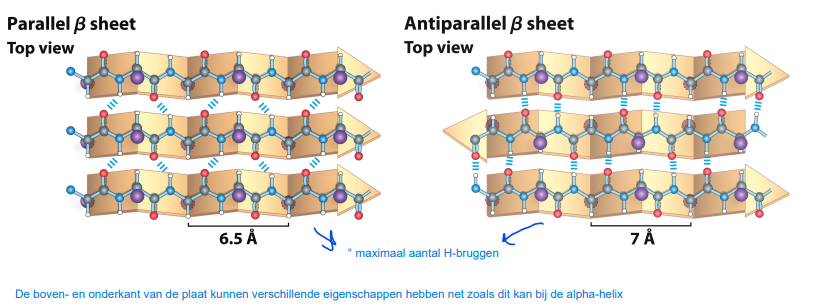 Parallel β sheet
Top view
Antiparallel β sheet
Top view
6.5 Å
7 Å
° maximaal aantal H-bruggen
De boven- en onderkant van de plaat kunnen verschillende eigenschappen hebben net zoals dit kan bij de alpha-helix